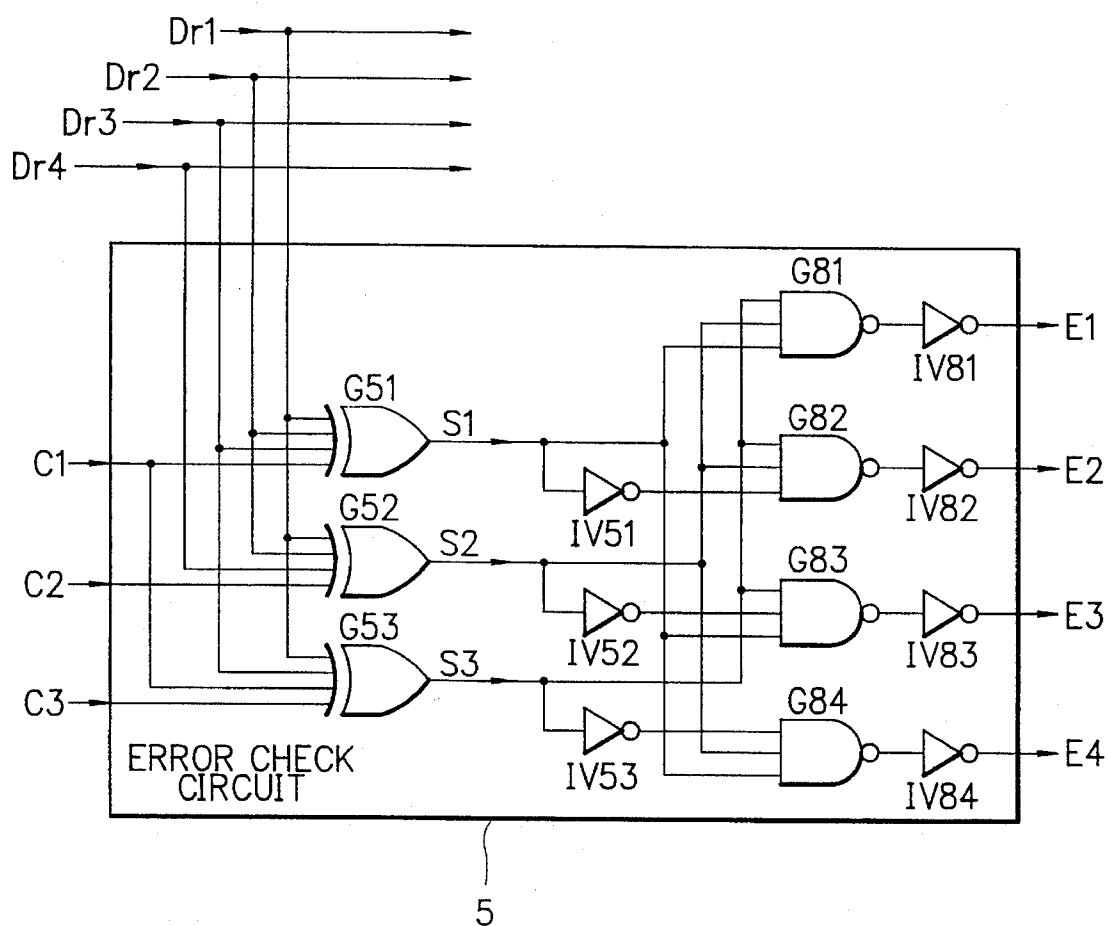 Dr1
Dr2
Dr3
Dr4
G81
E1
IV81
G51
S1
G82
C1
E2
IV82
IV51
G52
S2
G83
C2
E3
IV83
IV52
G53
S3
G84
C3
E4
IV84
IV53
ERROR CHECK
CIRCUIT
5